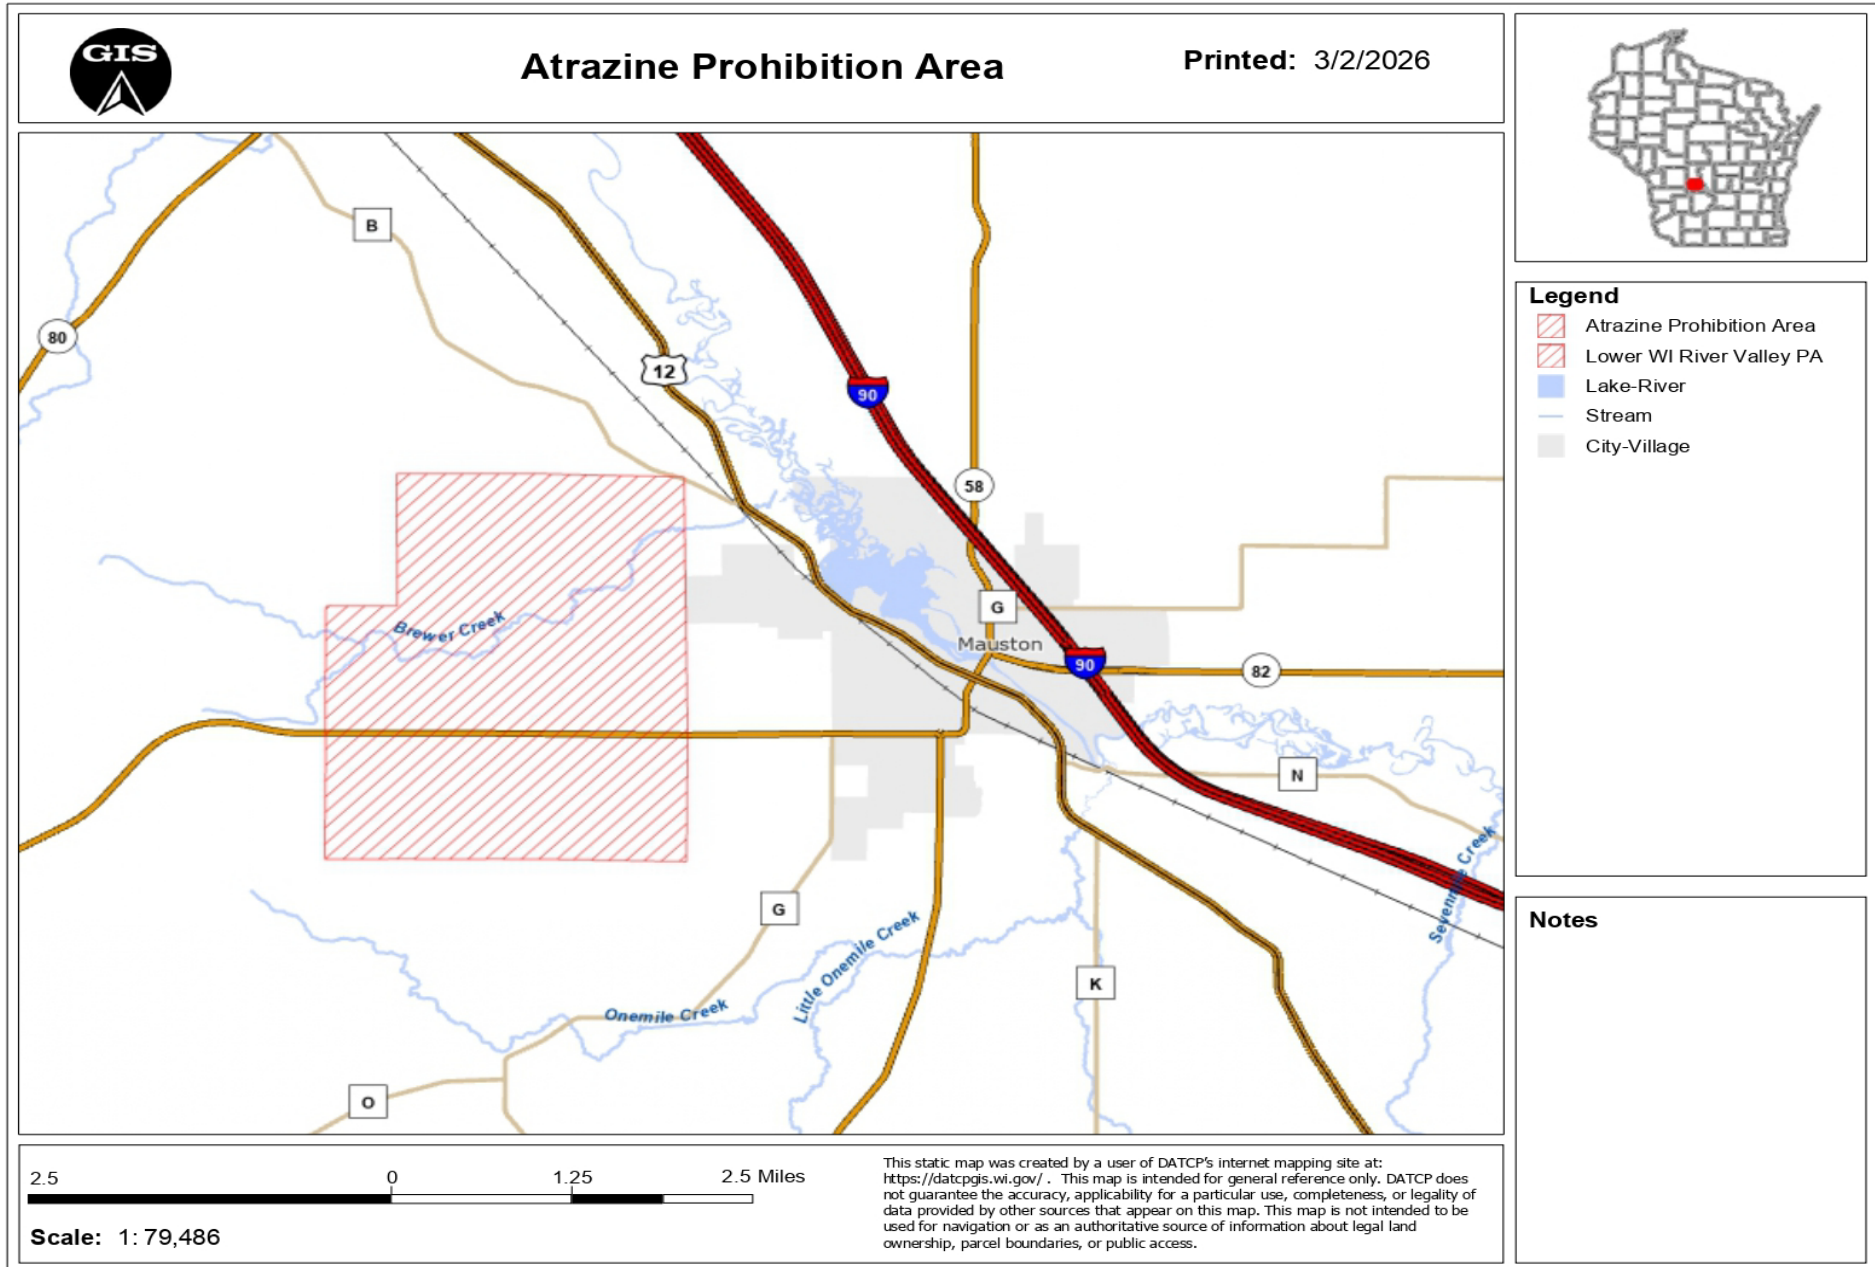 GIS
Atrazine Prohibition Area
Printed: 3/2/2026
B
80
12
90
58
G
Mauston
90
82
Brewer Creek
N
Sevenmile Creek
G
Little Onemile Creek
K
Onemile Creek
O
Legend
Atrazine Prohibition Area
Lower WI River Valley PA
Lake-River
Stream
City-Village
Notes
2.5 0 1.25 2.5 Miles
Scale: 1: 79,486
This static map was created by a user of DATCP's internet mapping site at:
https://datcpgis.wi.gov/ . This map is intended for general reference only. DATCP does
not guarantee the accuracy, applicability for a particular use, completeness, or legality of
data provided by other sources that appear on this map. This map is not intended to be
used for navigation or as an authoritative source of information about legal land
ownership, parcel boundaries, or public access.